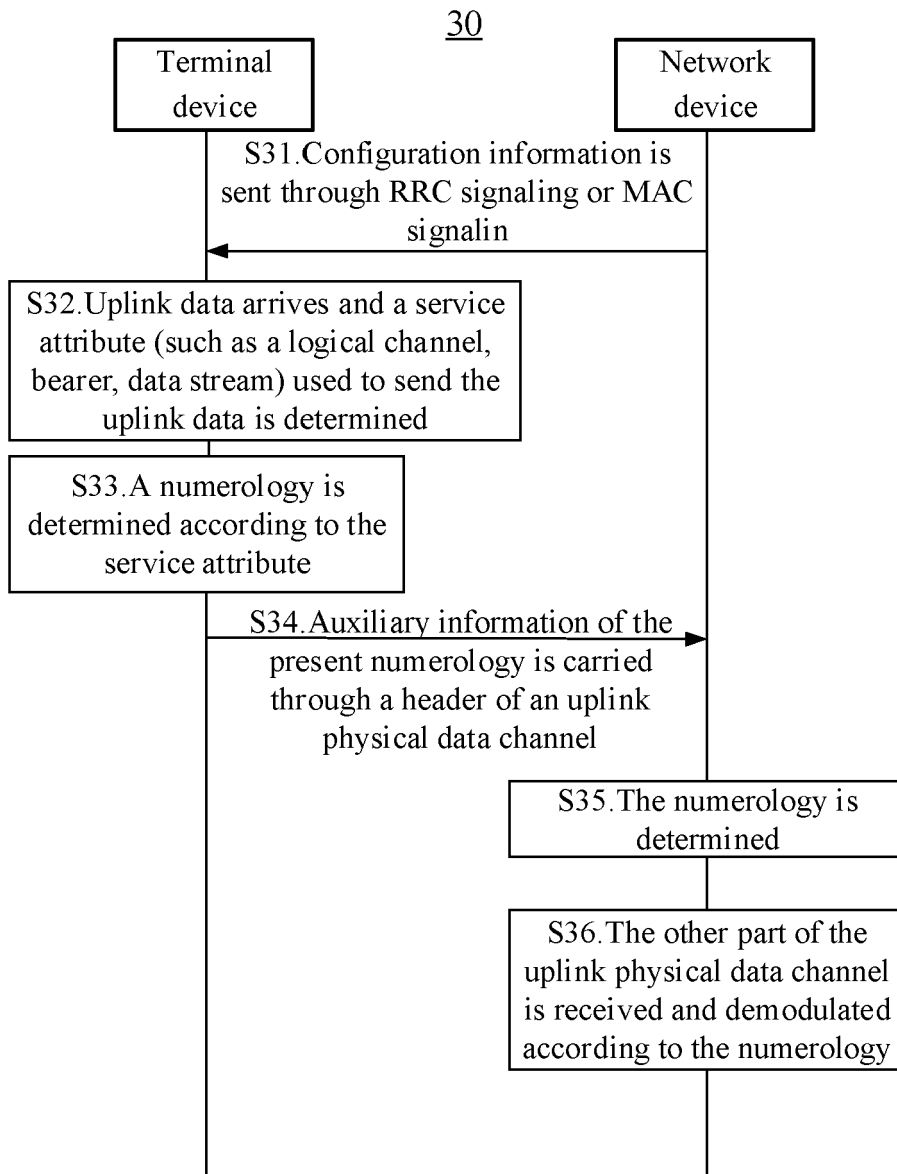 30
Terminal
device
Network
device
S31.Configuration information is
sent through RRC signaling or MAC
signalin
S32.Uplink data arrives and a service
attribute (such as a logical channel,
bearer, data stream) used to send the
uplink data is determined
S33.A numerology is
determined according to the
service attribute
S34.Auxiliary information of the
present numerology is carried
through a header of an uplink
physical data channel
S35.The numerology is
determined
S36.The other part of the
uplink physical data channel
is received and demodulated
according to the numerology